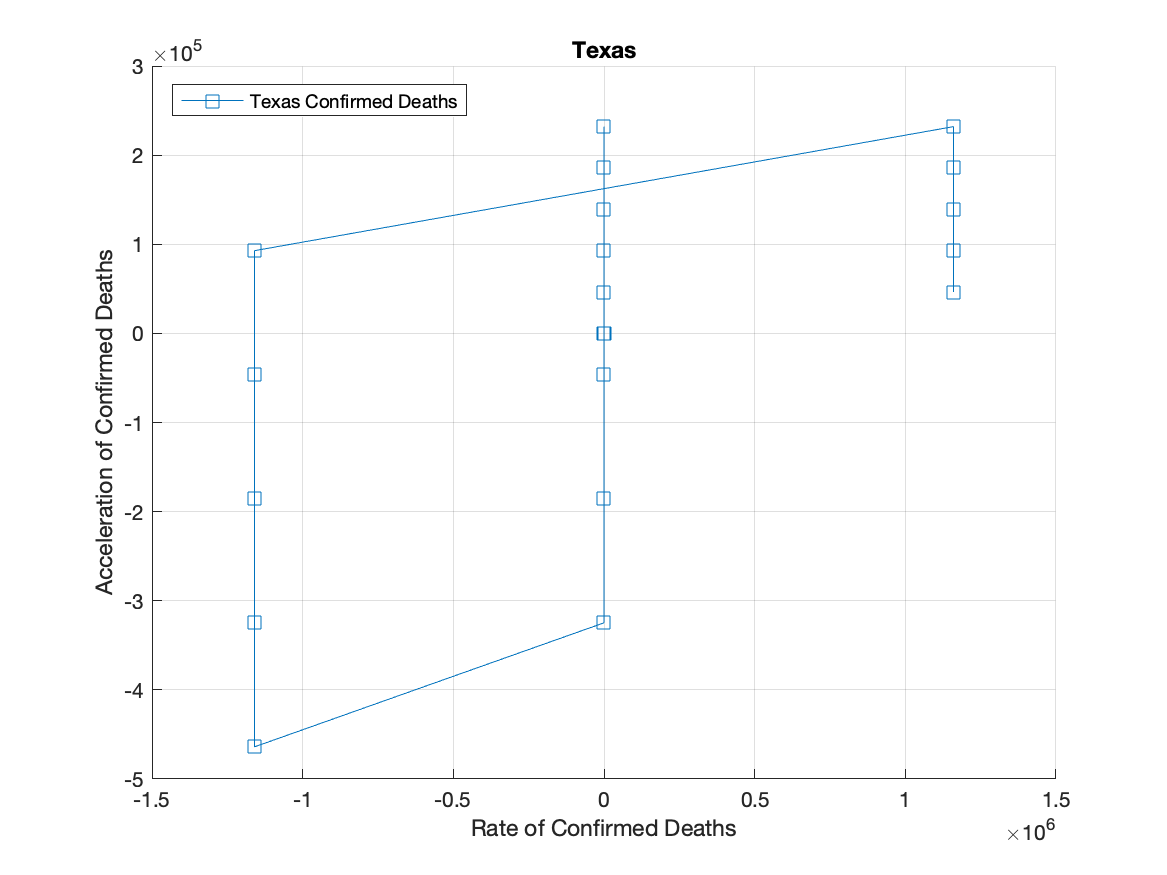 Texas
×10^5
Texas Confirmed Deaths
3
2
1
0
-1
-2
-3
-4
-5
Acceleration of Confirmed Deaths
-1.5 -1 -0.5 0 0.5 1 1.5
Rate of Confirmed Deaths
×10^6